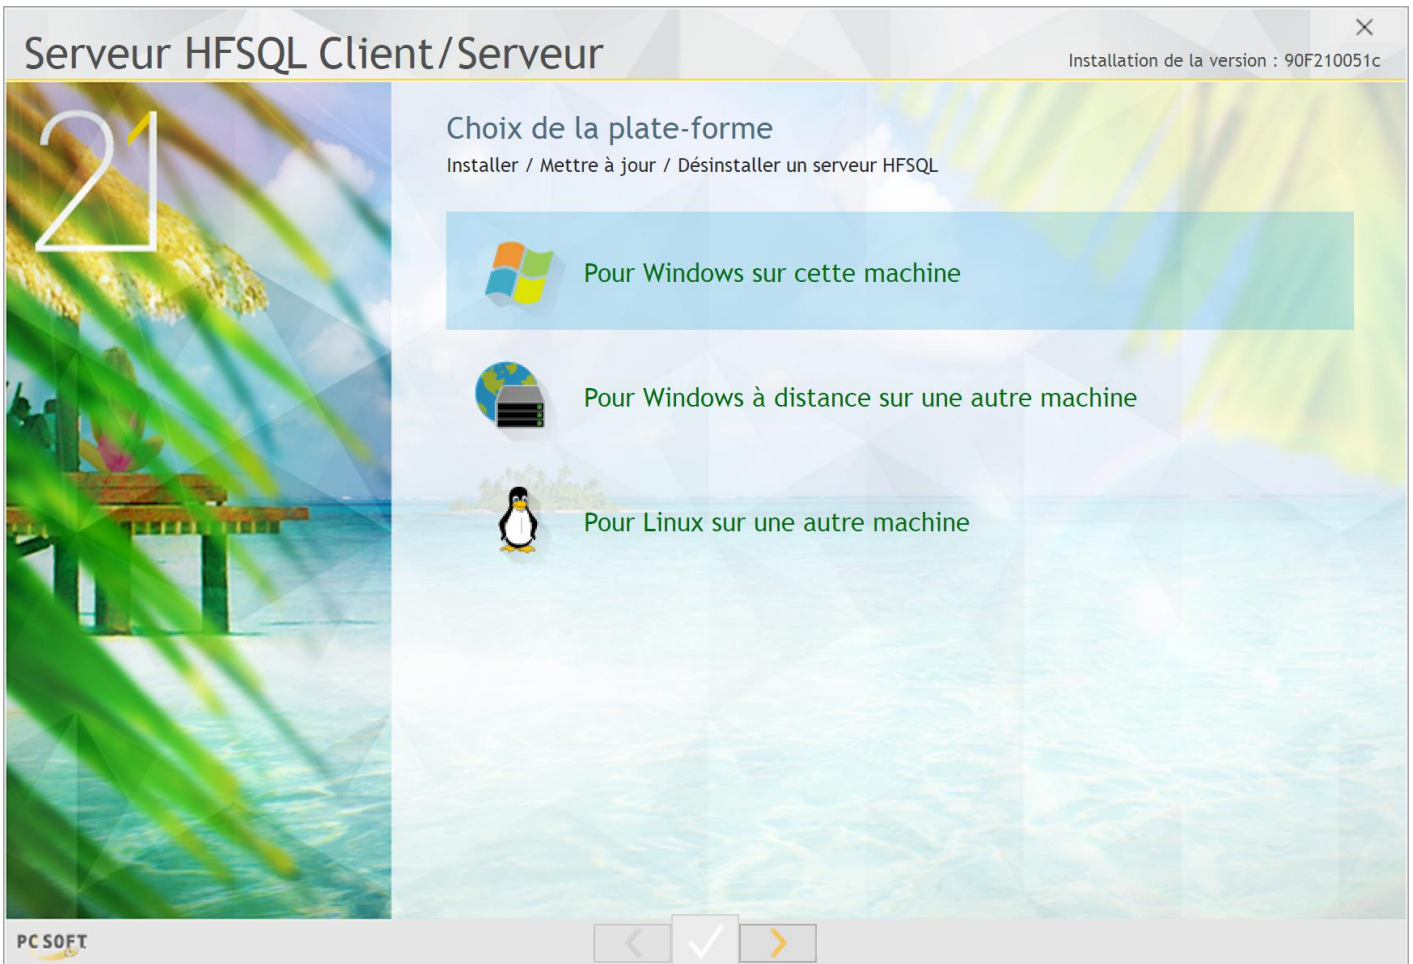 Serveur HFSQL Client/Serveur
Installation de la version : 90F210051c
21
Choix de la plate-forme
Installer / Mettre à jour / Désinstaller un serveur HFSQL
Pour Windows sur cette machine
Pour Windows à distance sur une autre machine
Pour Linux sur une autre machine
PC SOFT